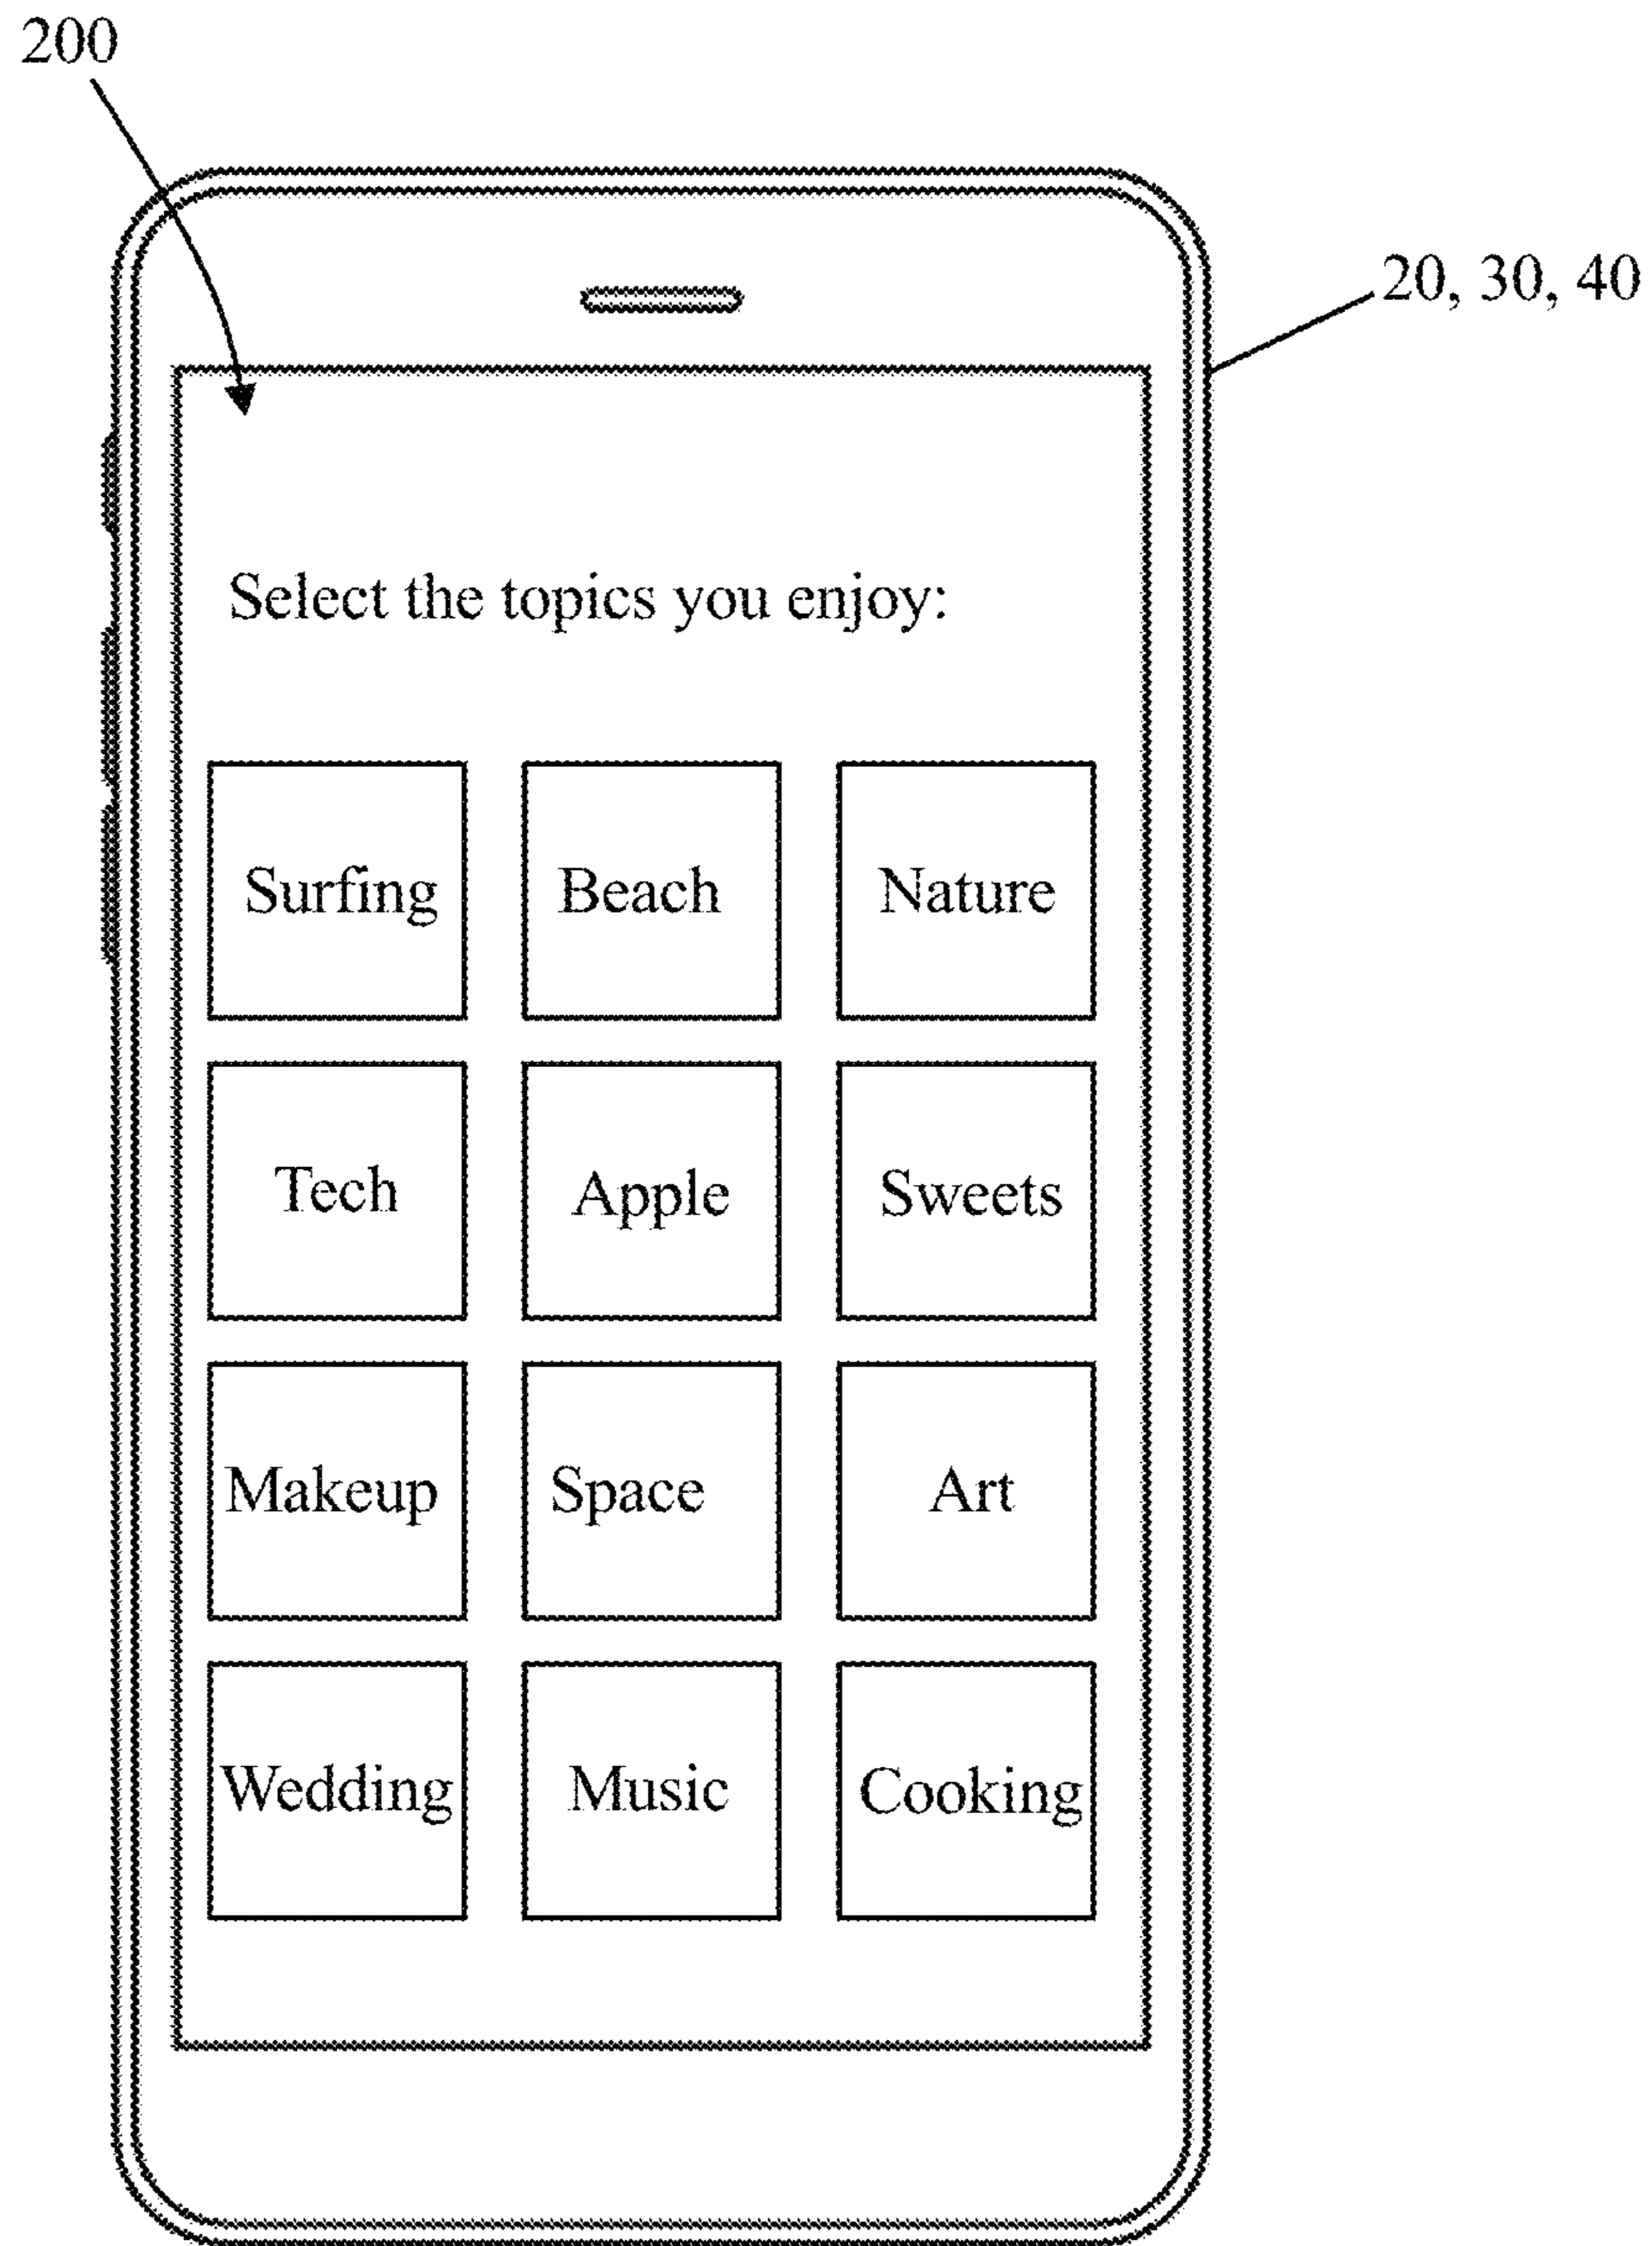 200
20, 30, 40
Select the topics you enjoy:
Surfing Beach Nature
Tech Apple Sweets
Makeup Space Art
Wedding Music Cooking